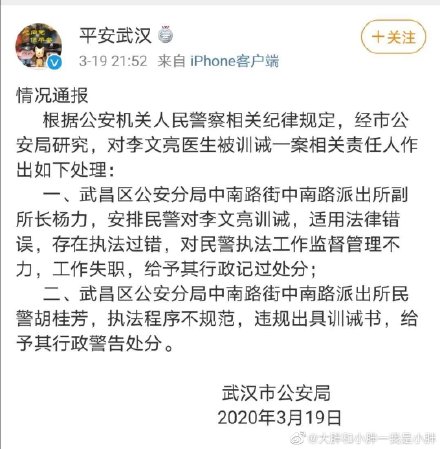 平安武汉
+关注
3-19 21:52 来自 iPhone客户端
情况通报
根据公安机关人民警察相关纪律规定，经市公
安局研究，对李文亮医生被训诫一案相关责任人作
出如下处理：
一、武昌区公安分局中南路街中南路派出所副
所长杨力，安排民警对李文亮训诫，适用法律错
误，存在执法过错，对民警执法工作监督管理不
力，工作失职，给予其行政记过处分；
二、武昌区公安分局中南路街中南路派出所民
警胡桂芳，执法程序不规范，违规出具训诫书，给
予其行政警告处分。
武汉市公安局
2020年3月19日
@大胖和小胖一我是小胖